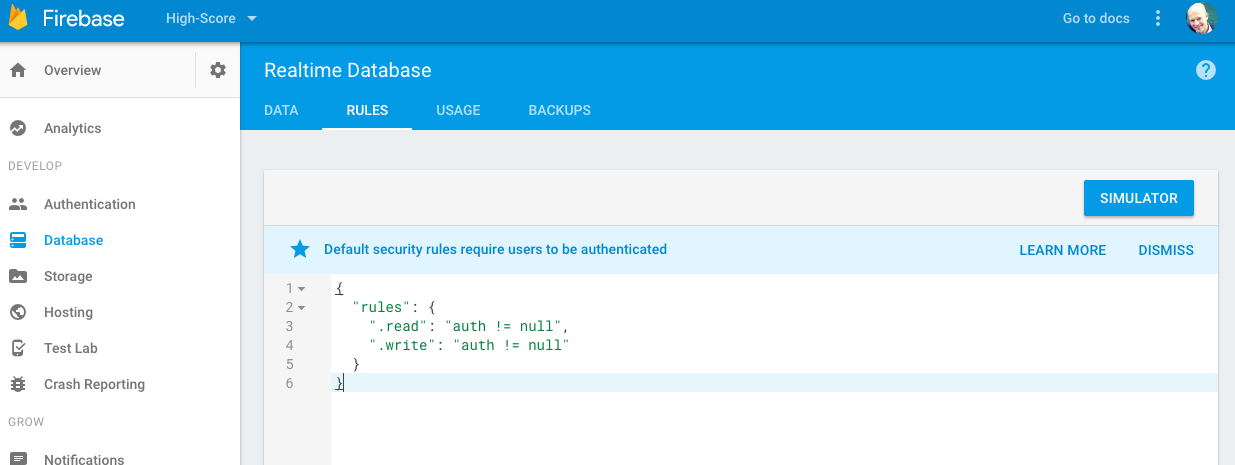 Firebase High-Score Go to docs
Overview
Realtime Database
DATA RULES USAGE BACKUPS
Analytics
DEVELOP
Authentication
Database
Storage
Hosting
Test Lab
Crash Reporting
GROW
Notifications
SIMULATOR
Default security rules require users to be authenticated LEARN MORE DISMISS
1 {
2 "rules": {
3 ".read": "auth != null",
4 ".write": "auth != null"
5 }
6 }